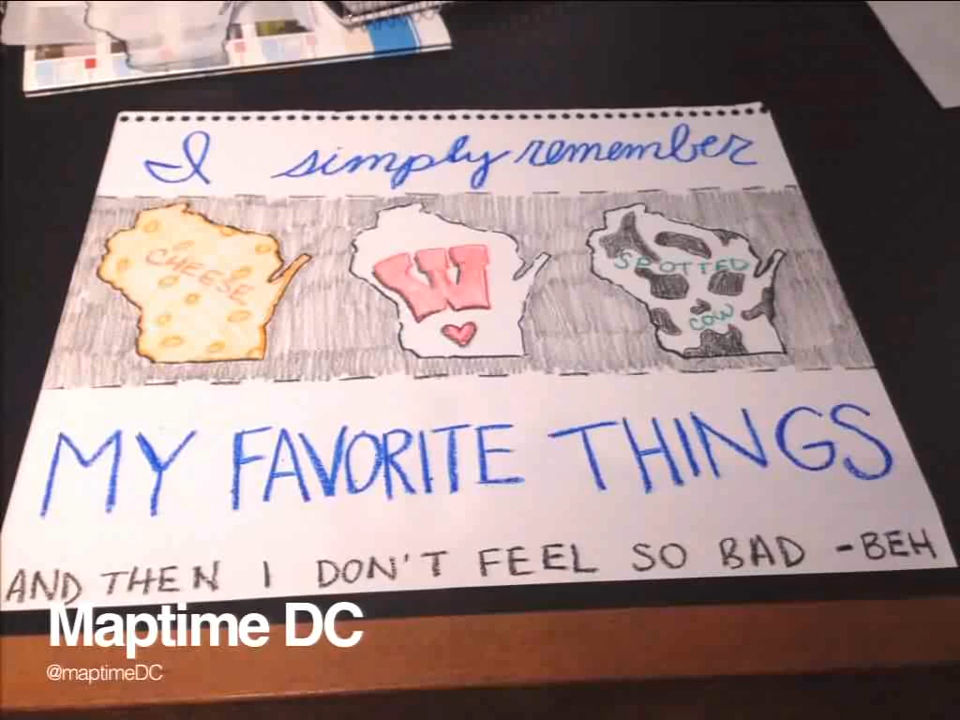 I simply remember
CHEESE
W
SPOTTED
COW
MY FAVORITE THINGS
AND THEN I DON'T FEEL SO BAD -BEH
Maptime DC
@maptimeDC